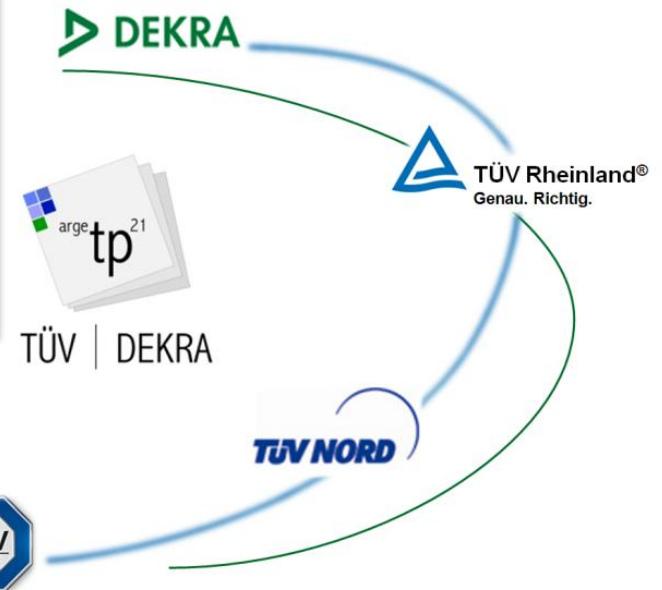 DEKRA
TÜV Rheinland®
Genau. Richtig.
arge tp 21
TÜV | DEKRA
TÜV NORD